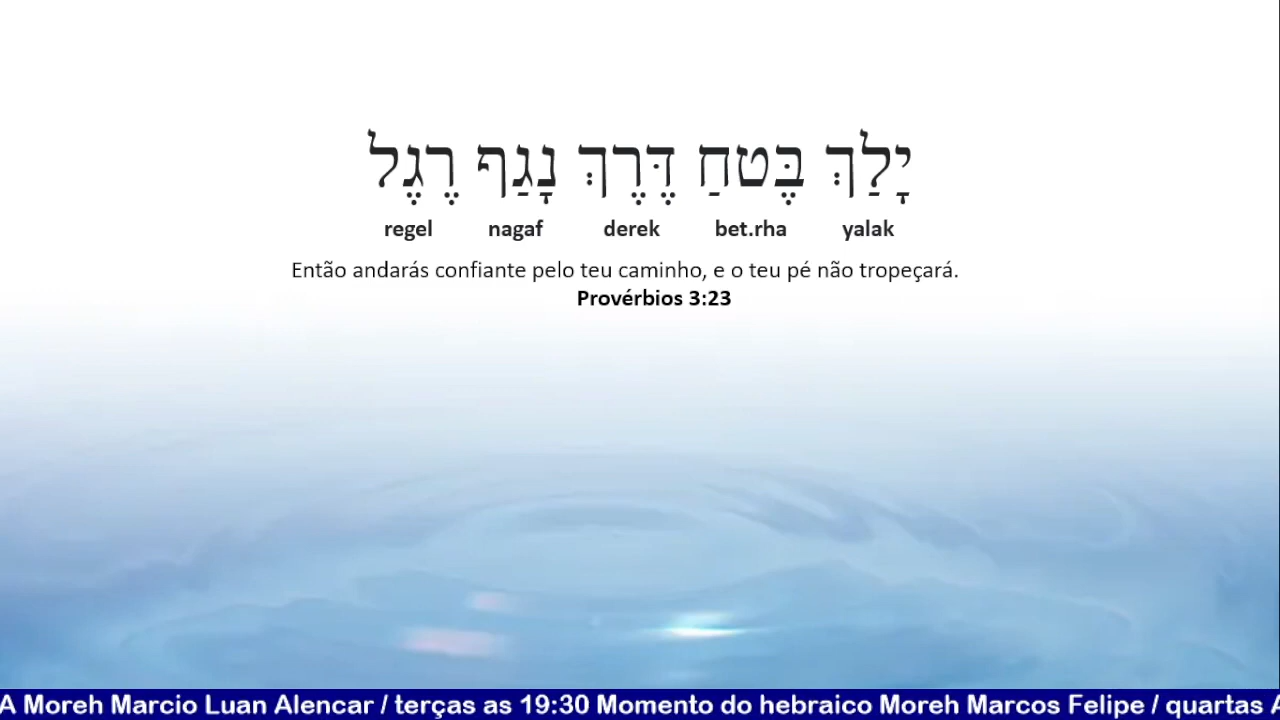 יָלַךְ בֶּטחַ דֶּרֶךְ נָגַף רֶגֶל
regel nagaf derek bet.rha yalak
Então andarás confiante pelo teu caminho, e o teu pé não tropeçará.
Provérbios 3:23
A Moreh Marcio Luan Alencar / terças as 19:30 Momento do hebraico Moreh Marcos Felipe / quartas A